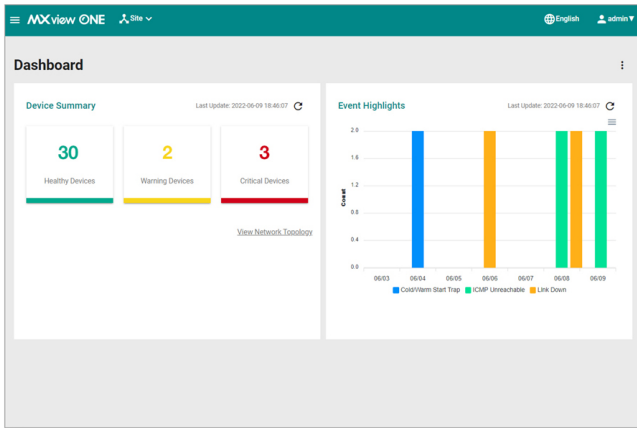 MXview ONE Site English admin
Dashboard
Device Summary Last Update: 2022-06-09 18:46:07
30 2 3
Healthy Devices Warning Devices Critical Devices
View Network Topology
Event Highlights Last Update: 2022-06-09 18:46:07
2.0
1.6
1.2
0.8
0.4
0.0
Count
06/03 06/04 06/05 06/06 06/07 06/08 06/09
Cold/Warm Start Trap ICMP Unreachable Link Down